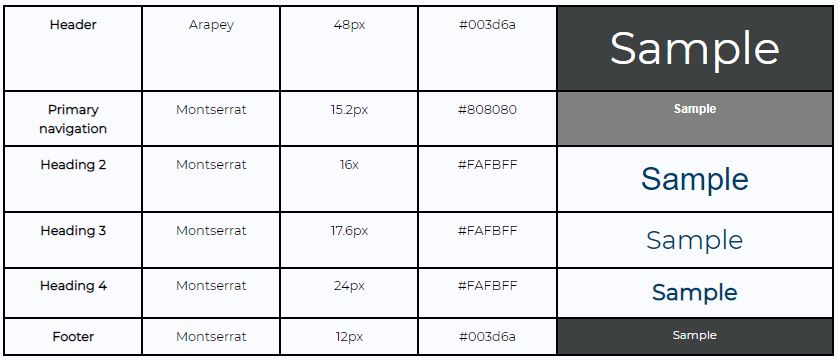 Header Arapey 48px #003d6a Sample
Primary navigation Montserrat 15.2px #808080 Sample
Heading 2 Montserrat 16x #FAFBFF Sample
Heading 3 Montserrat 17.6px #FAFBFF Sample
Heading 4 Montserrat 24px #FAFBFF Sample
Footer Montserrat 12px #003d6a Sample